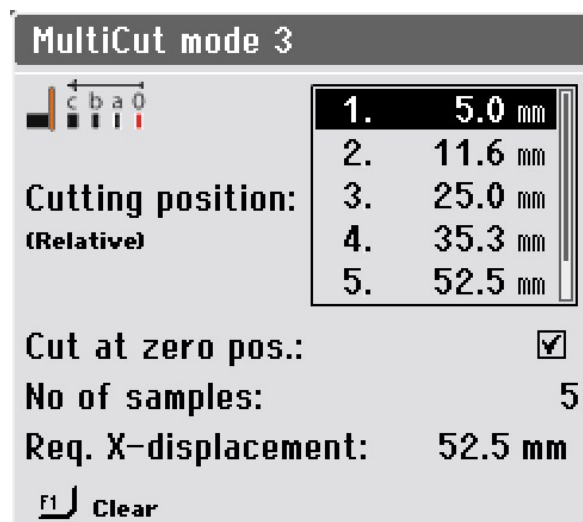 MultiCut mode 3
c b a 0
1. 5.0 mm
2. 11.6 mm
Cutting position: 3. 25.0 mm
(Relative) 4. 35.3 mm
5. 52.5 mm
Cut at zero pos.:
No of samples: 5
Req. X-displacement: 52.5 mm
F1 Clear